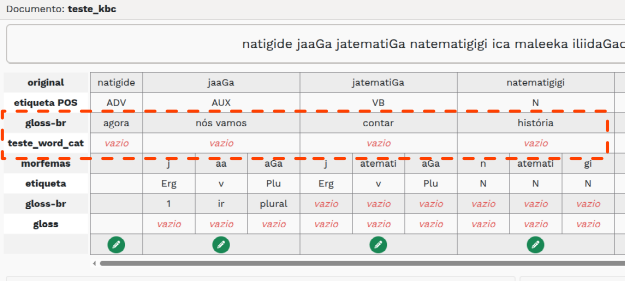 Documento: teste_kbc
natigide jaaGa jatematiGa natematigigi ica maleeka iliidaGa
original natigide jaaGa jatematiGa natematigigi
etiqueta POS ADV AUX VB N
gloss-br agora nós vamos contar história
teste_word_cat vazio vazio vazio vazio
morfemas j aa aGa j atemati aGa n atemati gi
etiqueta Erg v Plu Erg v Plu N N N
gloss-br 1 ir plural vazio vazio vazio vazio vazio vazio
gloss vazio vazio vazio vazio vazio vazio vazio vazio vazio